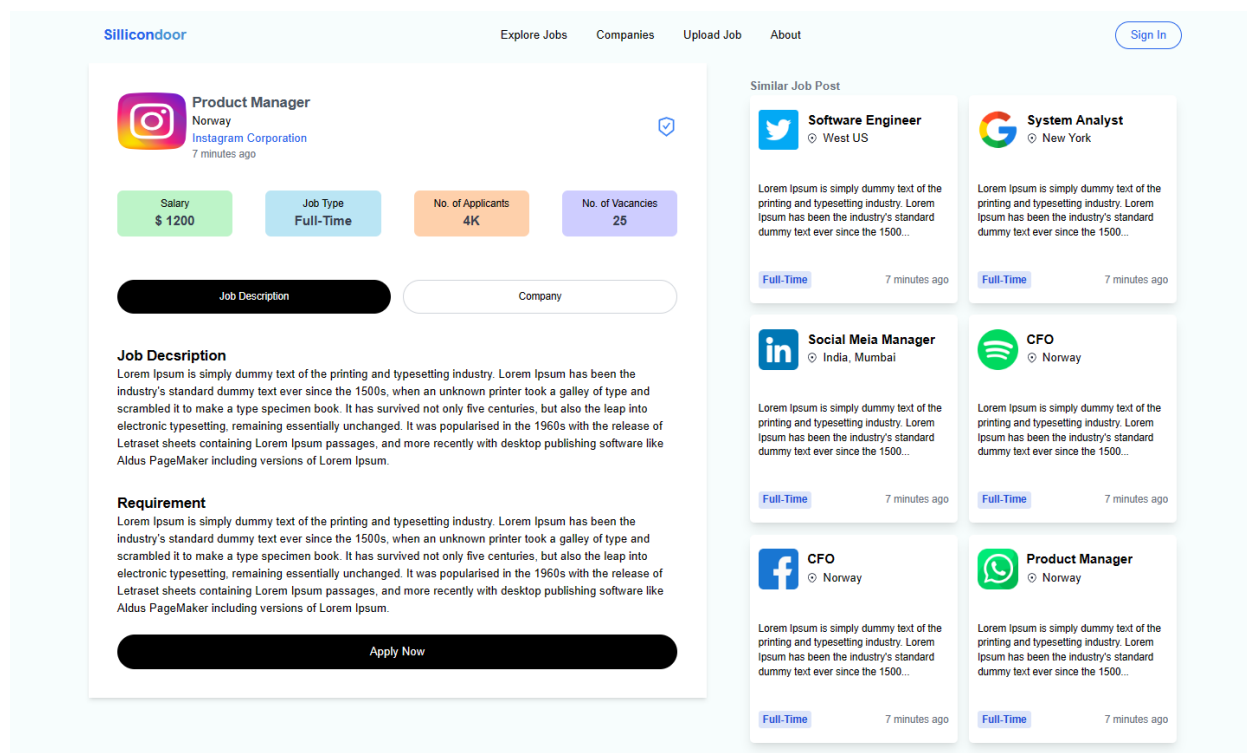 Sillicondoor
Explore Jobs
Companies
Upload Job
About
Sign In
Product Manager
Norway
Instagram Corporation
7 minutes ago
Salary
$ 1200
Job Type
Full-Time
No. of Applicants
4K
No. of Vacancies
25
Job Description
Company
Job Decsription
Lorem Ipsum is simply dummy text of the printing and typesetting industry. Lorem Ipsum has been the
industry's standard dummy text ever since the 1500s, when an unknown printer took a galley of type and
scrambled it to make a type specimen book. It has survived not only five centuries, but also the leap into
electronic typesetting, remaining essentially unchanged. It was popularised in the 1960s with the release of
Letraset sheets containing Lorem Ipsum passages, and more recently with desktop publishing software like
Aldus PageMaker including versions of Lorem Ipsum.
Requirement
Lorem Ipsum is simply dummy text of the printing and typesetting industry. Lorem Ipsum has been the
industry's standard dummy text ever since the 1500s, when an unknown printer took a galley of type and
scrambled it to make a type specimen book. It has survived not only five centuries, but also the leap into
electronic typesetting, remaining essentially unchanged. It was popularised in the 1960s with the release of
Letraset sheets containing Lorem Ipsum passages, and more recently with desktop publishing software like
Aldus PageMaker including versions of Lorem Ipsum.
Apply Now
Similar Job Post
Software Engineer
West US
Lorem Ipsum is simply dummy text of the
printing and typesetting industry. Lorem
Ipsum has been the industry's standard
dummy text ever since the 1500...
Full-Time
7 minutes ago
System Analyst
New York
Lorem Ipsum is simply dummy text of the
printing and typesetting industry. Lorem
Ipsum has been the industry's standard
dummy text ever since the 1500...
Full-Time
7 minutes ago
in
Social Meia Manager
India, Mumbai
Lorem Ipsum is simply dummy text of the
printing and typesetting industry. Lorem
Ipsum has been the industry's standard
dummy text ever since the 1500...
Full-Time
7 minutes ago
CFO
Norway
Lorem Ipsum is simply dummy text of the
printing and typesetting industry. Lorem
Ipsum has been the industry's standard
dummy text ever since the 1500...
Full-Time
7 minutes ago
CFO
Norway
Lorem Ipsum is simply dummy text of the
printing and typesetting industry. Lorem
Ipsum has been the industry's standard
dummy text ever since the 1500...
Full-Time
7 minutes ago
Product Manager
Norway
Lorem Ipsum is simply dummy text of the
printing and typesetting industry. Lorem
Ipsum has been the industry's standard
dummy text ever since the 1500...
Full-Time
7 minutes ago